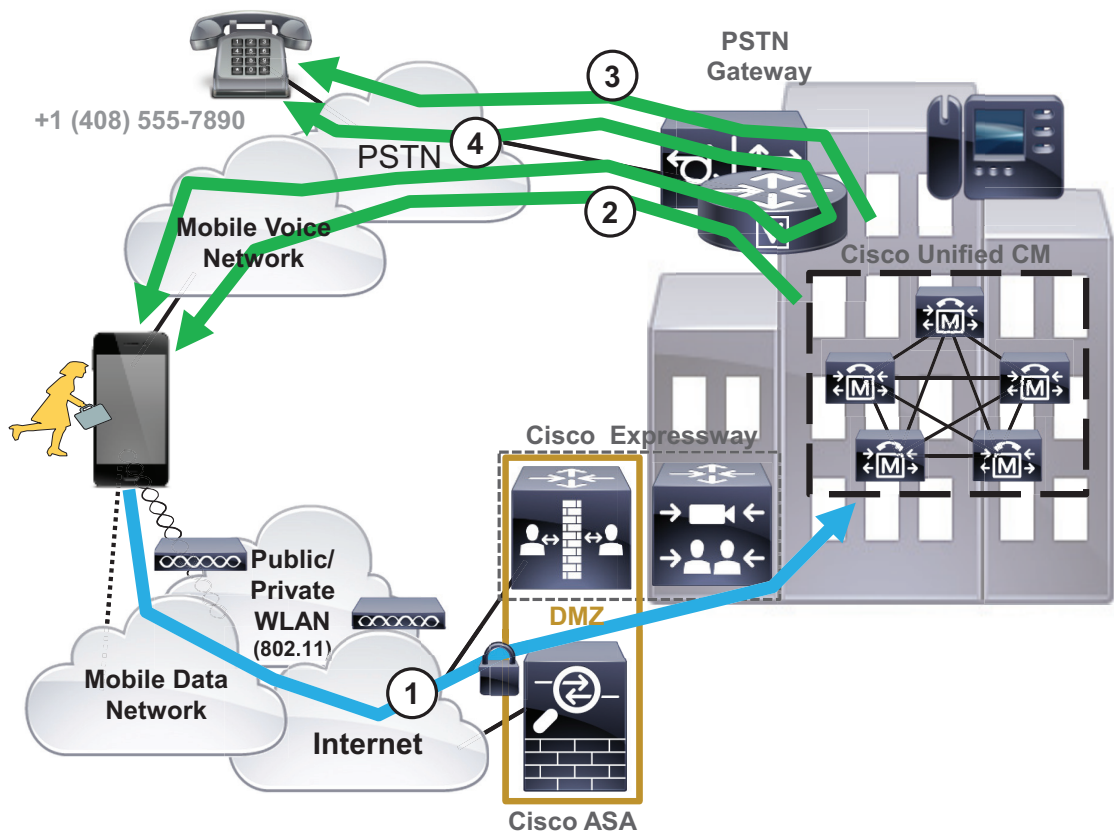 PSTN
Gateway
3
+1 (408) 555-7890
4
PSTN
2
Mobile Voice
Network
V
Cisco Unified CM
M
M
M
M
M
Cisco Expressway
Public/
Private
WLAN
(802.11)
DMZ
Mobile Data
Network
1
Internet
Cisco ASA